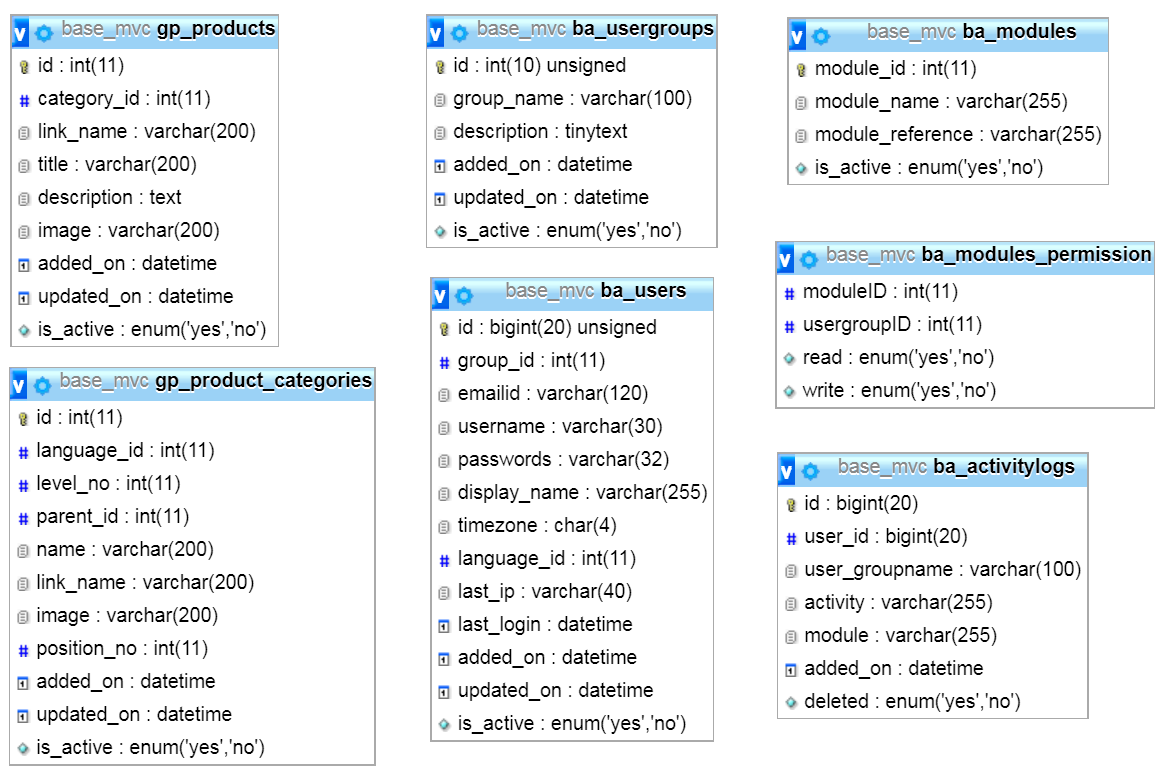 base_mvc gp_products
id : int(11)
category_id : int(11)
link_name : varchar(200)
title : varchar(200)
description : text
image : varchar(200)
added_on : datetime
updated_on : datetime
is_active : enum('yes','no')
base_mvc gp_product_categories
id : int(11)
language_id : int(11)
level_no : int(11)
parent_id : int(11)
name : varchar(200)
link_name : varchar(200)
image : varchar(200)
position_no : int(11)
added_on : datetime
updated_on : datetime
is_active : enum('yes','no')
base_mvc ba_usergroups
id : int(10) unsigned
group_name : varchar(100)
description : tinytext
added_on : datetime
updated_on : datetime
is_active : enum('yes','no')
base_mvc ba_users
id : bigint(20) unsigned
group_id : int(11)
emailid : varchar(120)
username : varchar(30)
passwords : varchar(32)
display_name : varchar(255)
timezone : char(4)
language_id : int(11)
last_ip : varchar(40)
last_login : datetime
added_on : datetime
updated_on : datetime
is_active : enum('yes','no')
base_mvc ba_modules
module_id : int(11)
module_name : varchar(255)
module_reference : varchar(255)
is_active : enum('yes','no')
base_mvc ba_modules_permission
moduleID : int(11)
usergroupID : int(11)
read : enum('yes','no')
write : enum('yes','no')
base_mvc ba_activitylogs
id : bigint(20)
user_id : bigint(20)
user_groupname : varchar(100)
activity : varchar(255)
module : varchar(255)
added_on : datetime
deleted : enum('yes','no')